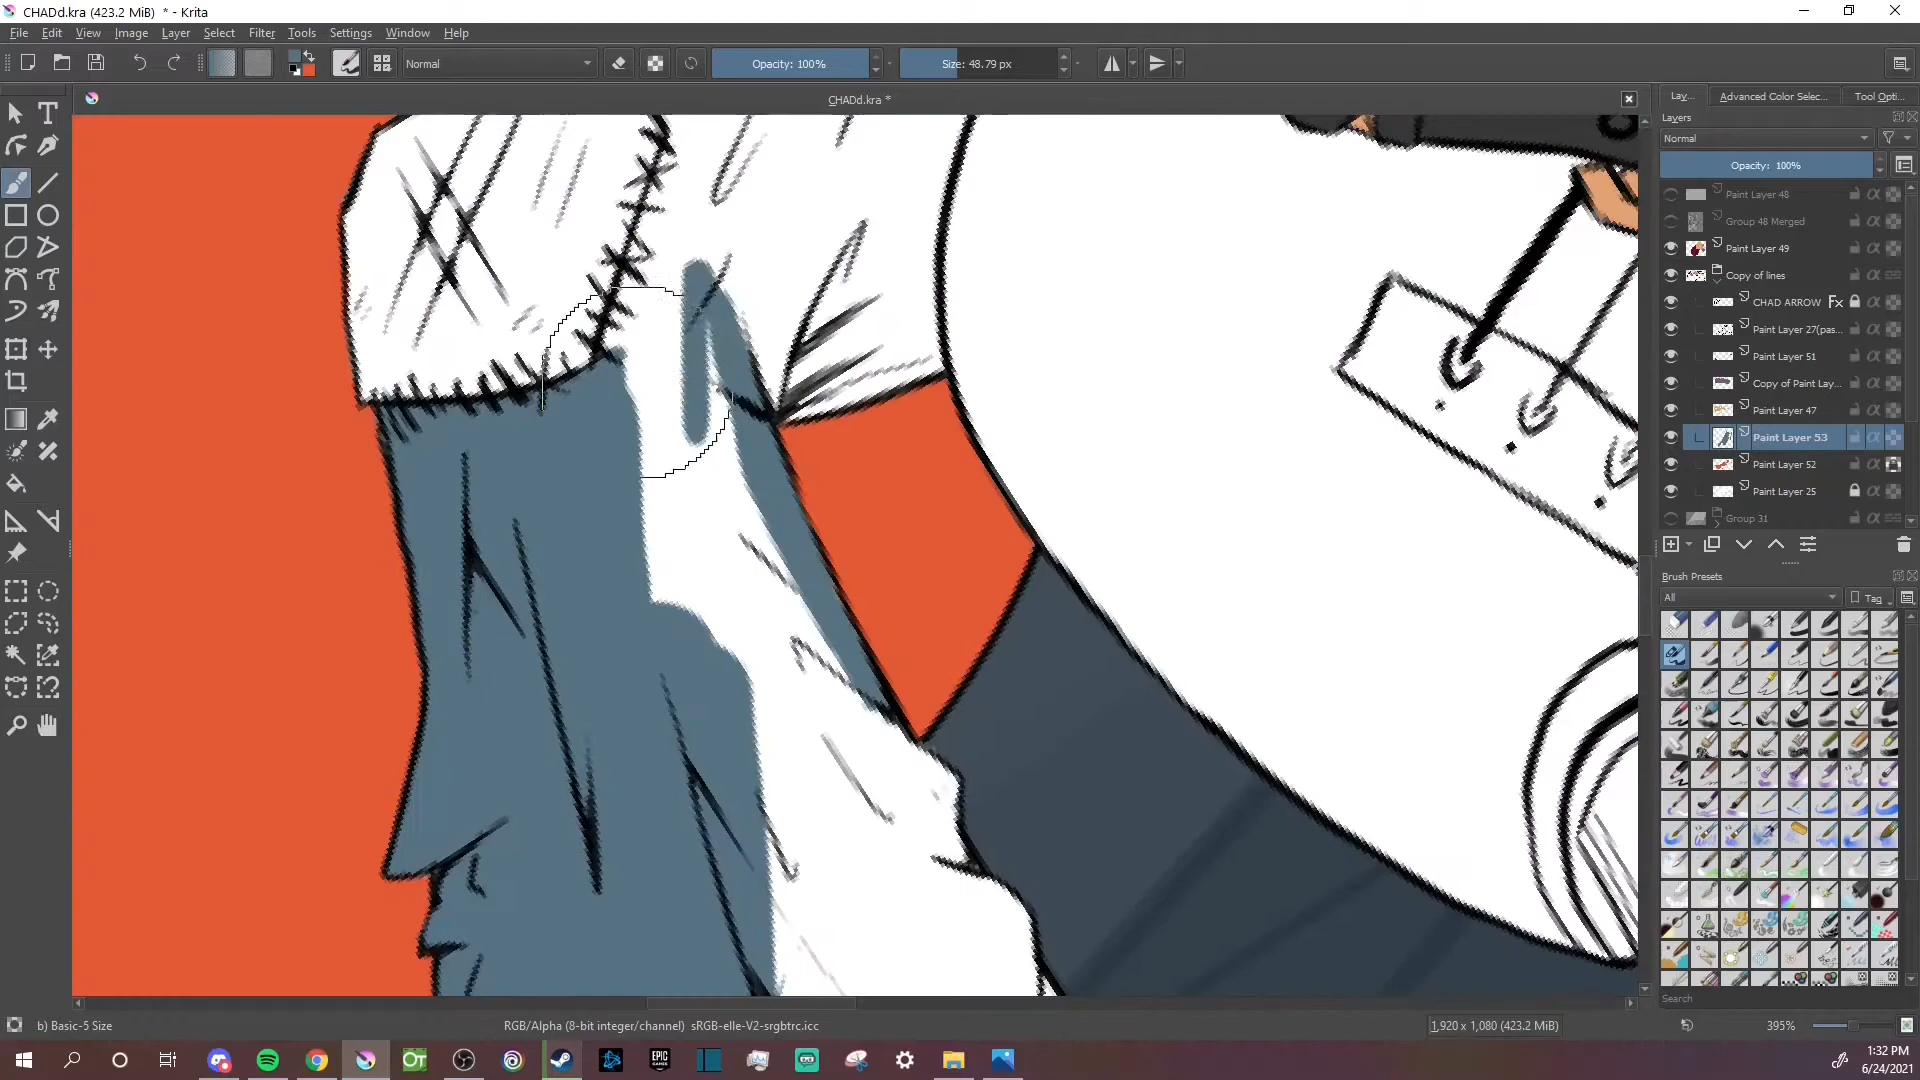 CHADd.kra (423.2 MiB) * - Krita
File Edit View Image Layer Select Filter Tools Settings Window Help
Normal
Opacity: 100%
Size: 48.79 px
CHADd.kra *
Lay...
Advanced Color Selec...
Tool Opti...
Layers
Normal
Opacity: 100%
Paint Layer 48
Group 48 Merged
Paint Layer 49
Copy of lines
CHAD ARROW Fx
Paint Layer 27(pas...
Paint Layer 51
Copy of Paint Lay...
Paint Layer 47
Paint Layer 53
Paint Layer 52
Paint Layer 25
Group 31
Brush Presets
All
Tag
Search
b) Basic-5 Size
RGB/Alpha (8-bit integer/channel) sRGB-elle-V2-srgbtrc.icc
1,920 x 1,080 (423.2 MiB)
395%
OT
EPIC GAMES
1:32 PM
6/24/2021